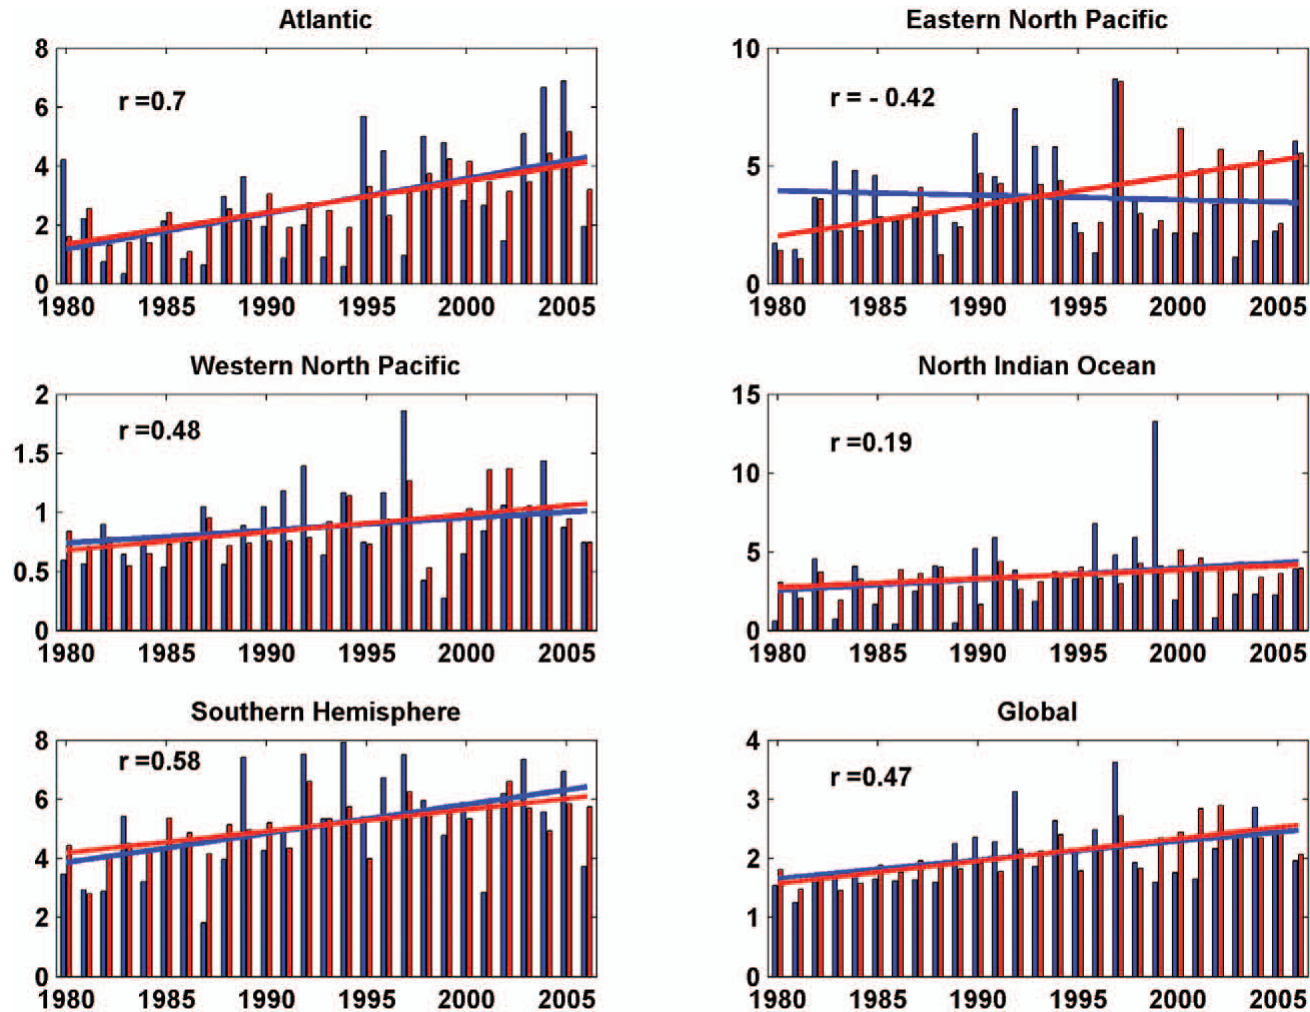 Atlantic
8
6
4
2
0
r =0.7
1980 1985 1990 1995 2000 2005
Eastern North Pacific
10
5
0
r = - 0.42
1980 1985 1990 1995 2000 2005
Western North Pacific
2
1.5
1
0.5
0
r =0.48
1980 1985 1990 1995 2000 2005
North Indian Ocean
15
10
5
0
r =0.19
1980 1985 1990 1995 2000 2005
Southern Hemisphere
8
6
4
2
0
r =0.58
1980 1985 1990 1995 2000 2005
Global
4
3
2
1
0
r =0.47
1980 1985 1990 1995 2000 2005